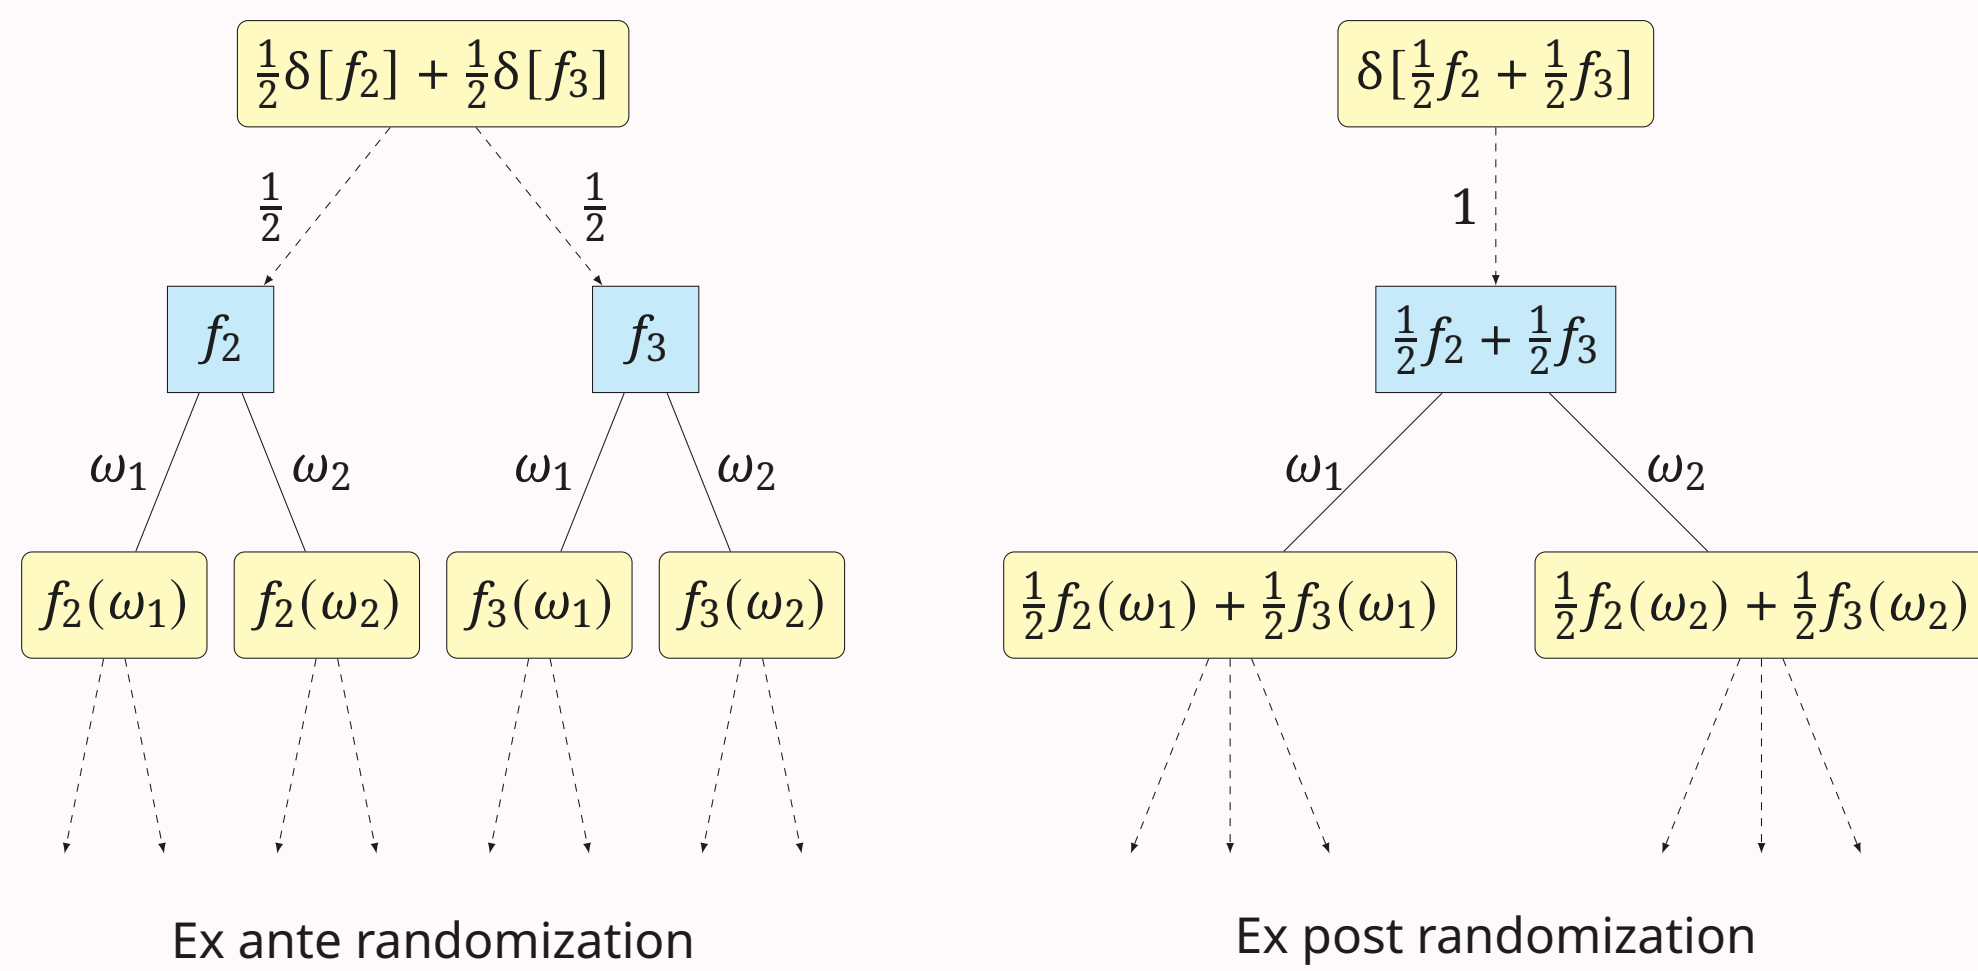 ½δ[f₂] + ½δ[f₃]
½ ½
f₂ f₃
ω₁ ω₂ ω₁ ω₂
f₂(ω₁) f₂(ω₂) f₃(ω₁) f₃(ω₂)
Ex ante randomization
δ[½f₂ + ½f₃]
1
½f₂ + ½f₃
ω₁ ω₂
½f₂(ω₁) + ½f₃(ω₁) ½f₂(ω₂) + ½f₃(ω₂)
Ex post randomization